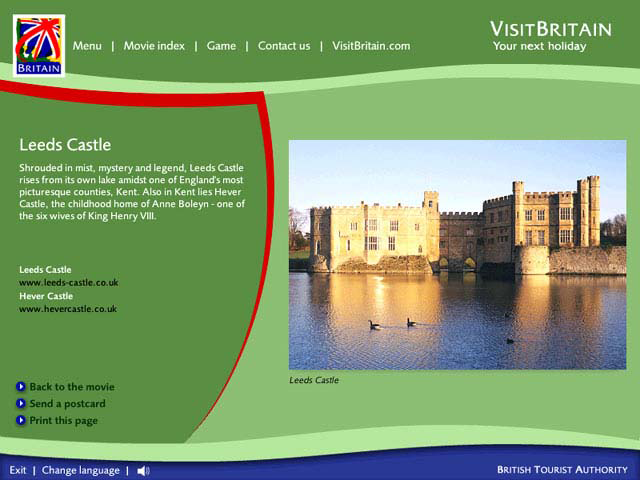 BRITAIN
Menu | Movie index | Game | Contact us | VisitBritain.com
VISITBRITAIN
Your next holiday
Leeds Castle
Shrouded in mist, mystery and legend, Leeds Castle
rises from its own lake amidst one of England's most
picturesque counties, Kent. Also in Kent lies Hever
Castle, the childhood home of Anne Boleyn - one of
the six wives of King Henry VIII.
Leeds Castle
www.leeds-castle.co.uk
Hever Castle
www.hevercastle.co.uk
Leeds Castle
Back to the movie
Send a postcard
Print this page
Exit | Change language |
BRITISH TOURIST AUTHORITY